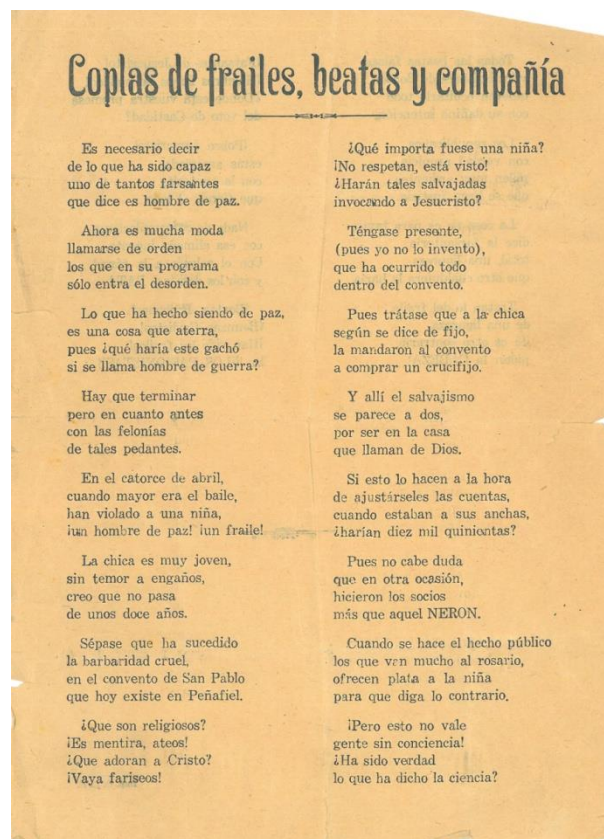 Coplas de frailes, beatas y compañía
Es necesario decir
de lo que ha sido capaz
uno de tantos farsantes
que dice es hombre de paz.
Ahora es mucha moda
llamarse de orden
los que en su programa
sólo entra el desorden.
Lo que ha hecho siendo de paz,
es una cosa que aterra,
pues ¿qué haría este gachó
si se llama hombre de guerra?
Hay que terminar
pero en cuanto antes
con las felonías
de tales pedantes.
En el catorce de abril,
cuando mayor era el baile,
han violado a una niña,
¡un hombre de paz! ¡un fraile!
La chica es muy joven,
sin temor a engaños,
creo que no pasa
de unos doce años.
Sépase que ha sucedido
la barbaridad cruel,
en el convento de San Pablo
que hoy existe en Peñafiel.
¿Que son religiosos?
¡Es mentira, ateos!
¿Que adoran a Cristo?
¡Vaya fariseos!
¿Qué importa fuese una niña?
¡No respetan, está visto!
¿Harán tales salvajadas
invocando a Jesucristo?
Téngase presente,
(pues yo no lo invento),
que ha ocurrido todo
dentro del convento.
Pues trátase que a la chica
según se dice de fijo,
la mandaron al convento
a comprar un crucifijo.
Y allí el salvajismo
se parece a dos,
por ser en la casa
que llaman de Dios.
Si esto lo hacen a la hora
de ajustárseles las cuentas,
cuando estaban a sus anchas,
¿harían diez mil quinientas?
Pues no cabe duda
que en otra ocasión,
hicieron los socios
más que aquel NERON.
Cuando se hace el hecho público
los que van mucho al rosario,
ofrecen plata a la niña
para que diga lo contrario.
¡Pero esto no vale
gente sin conciencia!
¿Ha sido verdad
lo que ha dicho la ciencia?